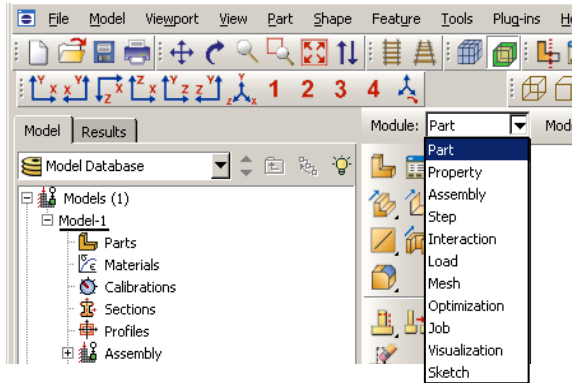 File Model Viewport View Part Shape Feature Tools Plug-ins
1 2 3 4
Model Results
Module: Part
Model Database
Part
Property
Assembly
Step
Interaction
Load
Mesh
Optimization
Job
Visualization
Sketch
Models (1)
Model-1
Parts
Materials
Calibrations
Sections
Profiles
Assembly